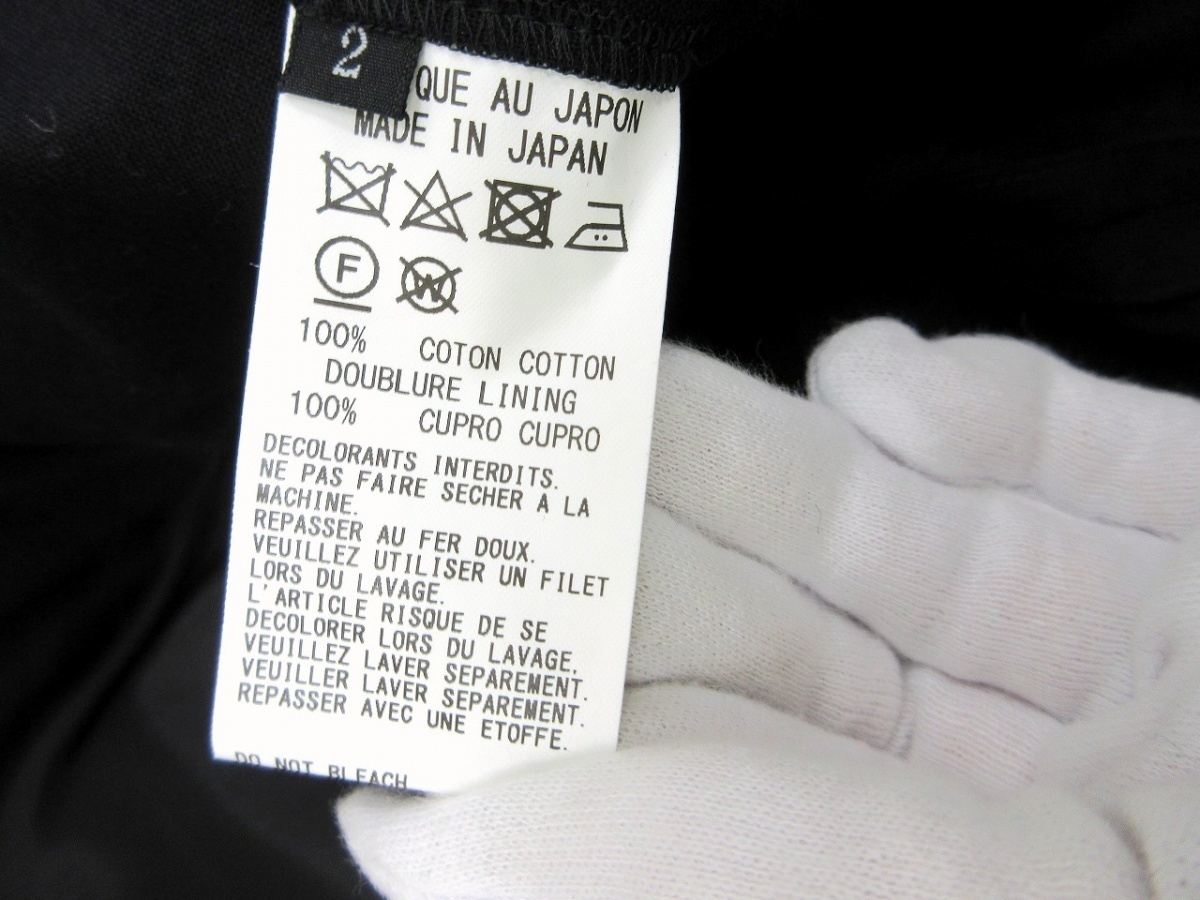 2
QUE AU JAPON
MADE IN JAPAN
F W
100% COTON COTTON
DOUBLURE LINING
100% CUPRO CUPRO
DECOLORANTS INTERDITS.
NE PAS FAIRE SECHER A LA
MACHINE.
REPASSER AU FER DOUX.
VEUILLEZ UTILISER UN FILET
LORS DU LAVAGE.
L'ARTICLE RISQUE DE SE
DECOLORER LORS DU LAVAGE.
VEUILLEZ LAVER SEPAREMENT.
VEUILLER LAVER SEPAREMENT.
REPASSER AVEC UNE ETOFFE.
DO NOT BLEACH